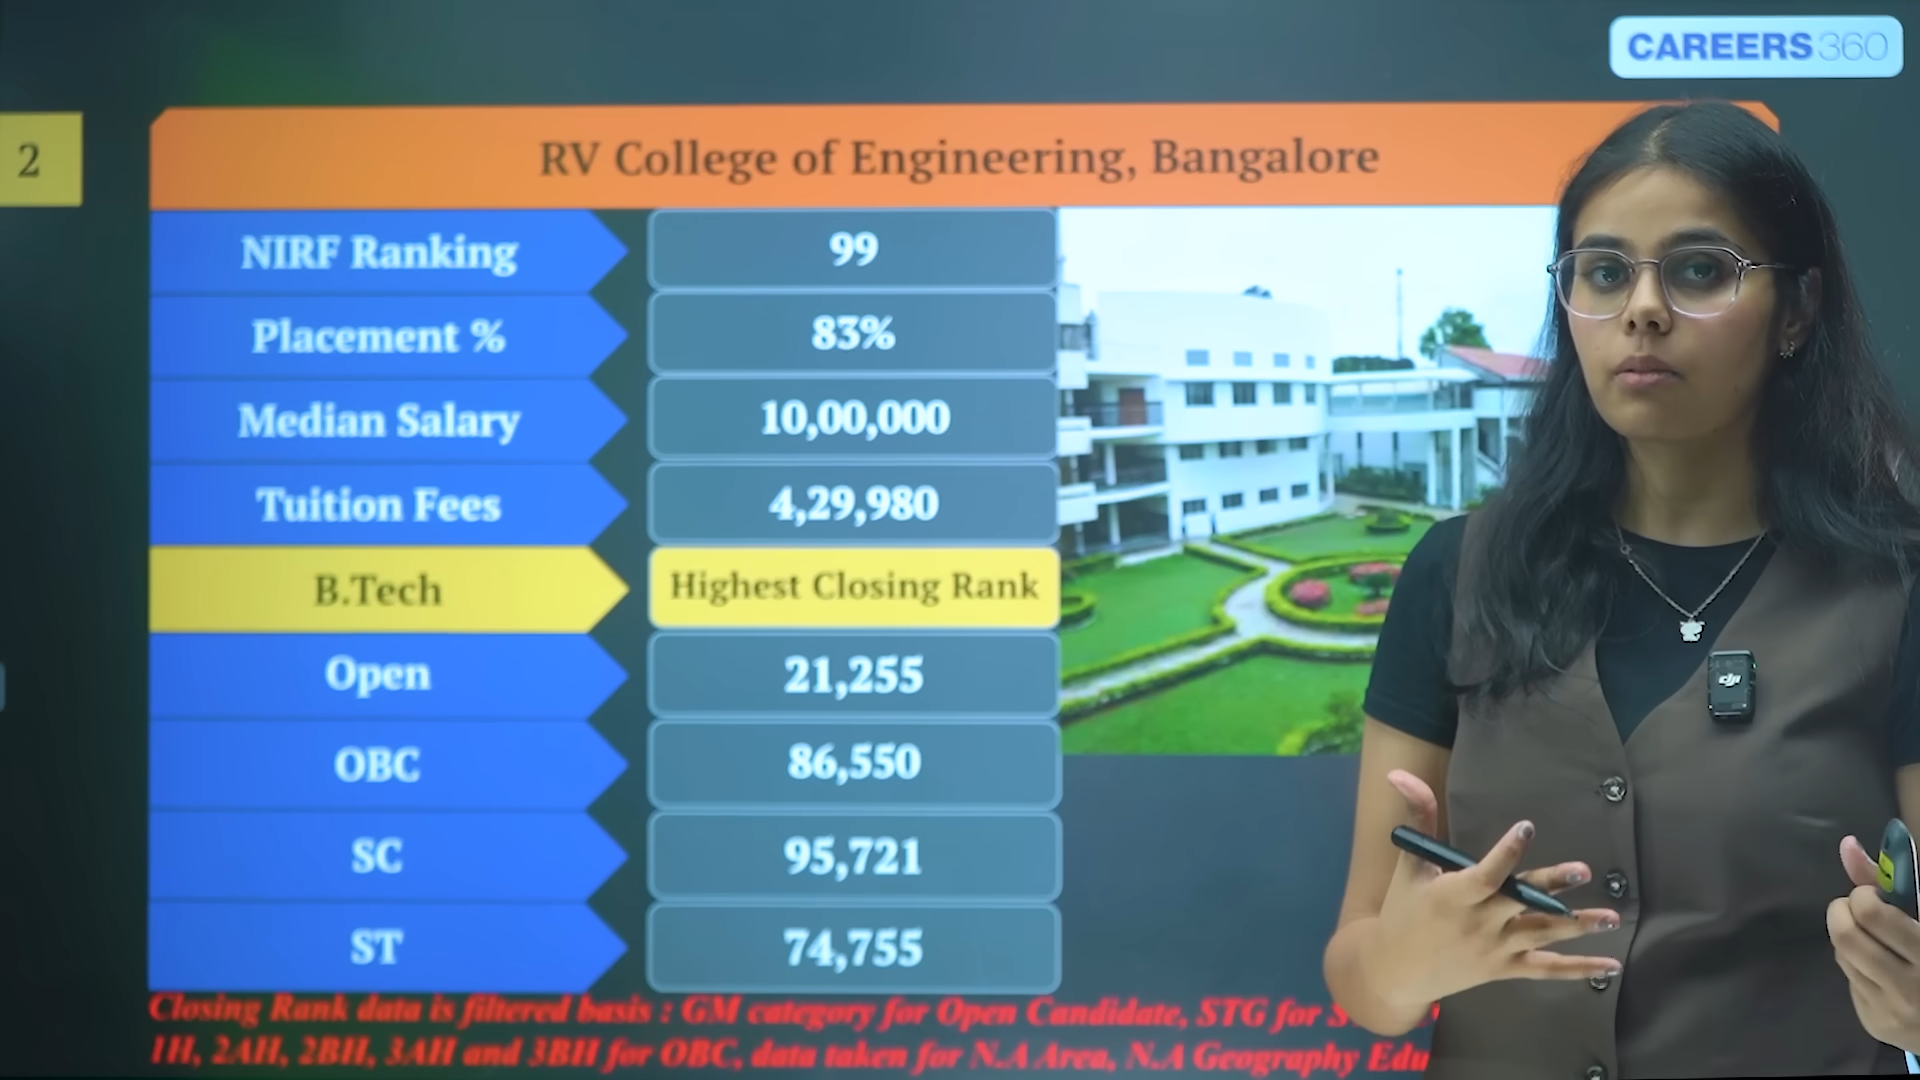 CAREERS360
2
RV College of Engineering, Bangalore
NIRF Ranking 99
Placement % 83%
Median Salary 10,00,000
Tuition Fees 4,29,980
B.Tech Highest Closing Rank
Open 21,255
OBC 86,550
SC 95,721
ST 74,755
Closing Rank data is filtered basis : GM category for Open Candidate, STG for
1H, 2AH, 2BH, 3AH and 3BH for OBC, data taken for N.A Area, N.A Geography
dji